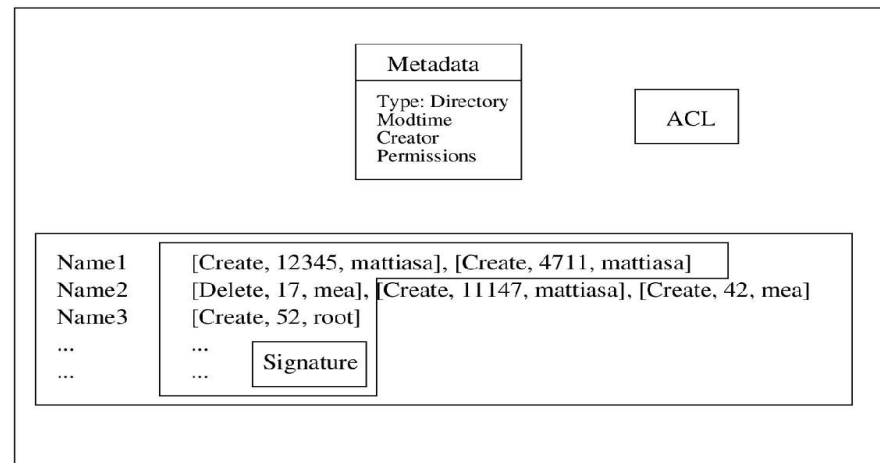 Metadata
Type: Directory
Modtime
Creator
Permissions
ACL
Name1 [Create, 12345, mattiasa], [Create, 4711, mattiasa]
Name2 [Delete, 17, mea], [Create, 11147, mattiasa], [Create, 42, mea]
Name3 [Create, 52, root]
... ...
... ...
Signature